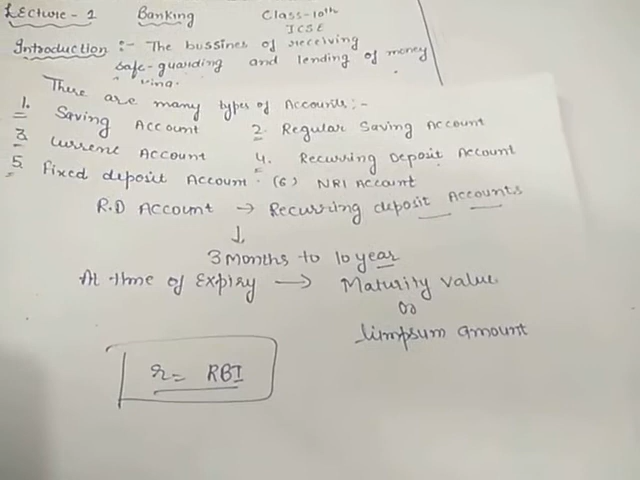 Lecture - 1 Banking Class-10th
ICSE
Introduction :- The bussines of receiving
safe-guarding and lending of money
There are many types of Accounts :-
1. Saving Account 2. Regular Saving Account
3. Current Account 4. Recurring Deposit Account
5. Fixed deposit Account. (6) NRI Account
R.D Account → Recurring deposit Accounts
↓
3 Months to 10 year
At time of Expiry → Maturity value
or
limpsum amount
r = RBI